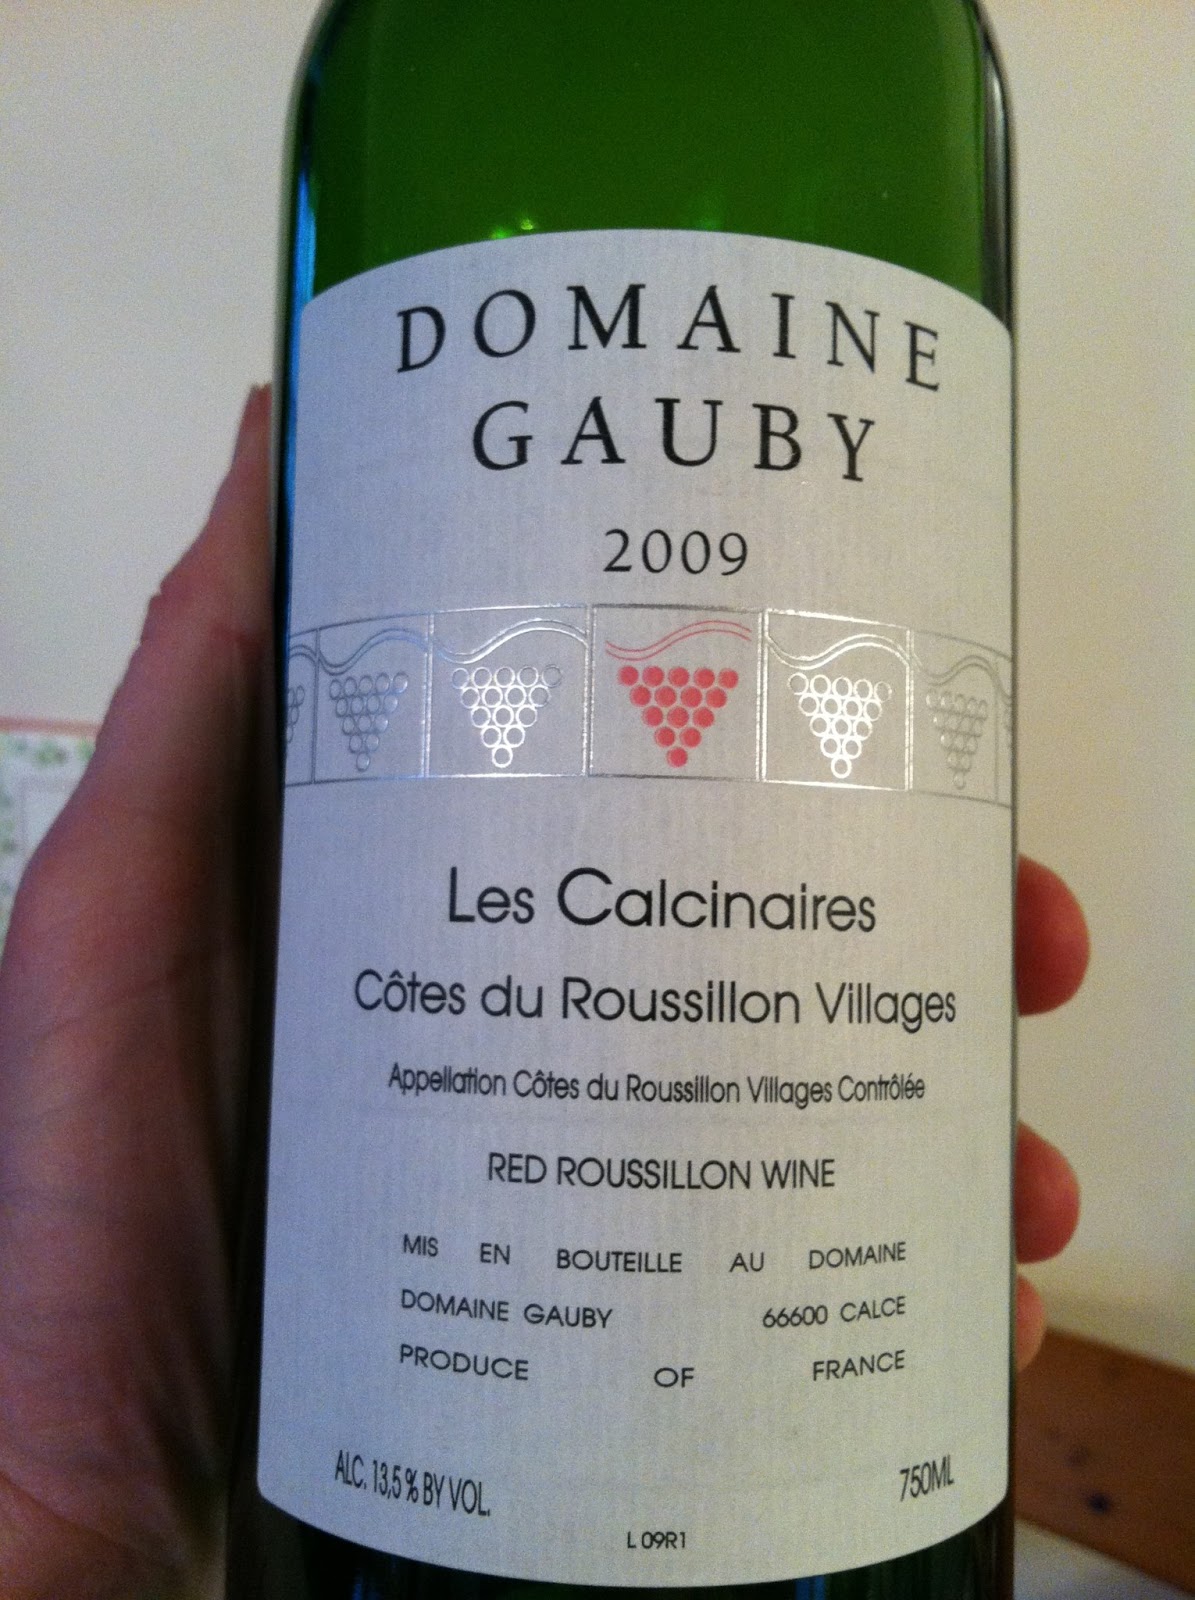 DOMAINE
GAUBY
2009
Les Calcinaires
Côtes du Roussillon Villages
Appellation Côtes du Roussillon Villages Contrôlée
RED ROUSSILLON WINE
MIS EN BOUTEILLE AU DOMAINE
DOMAINE GAUBY 66600 CALCE
PRODUCE OF FRANCE
ALC. 13,5 % BY VOL. 750ML
L 09R1